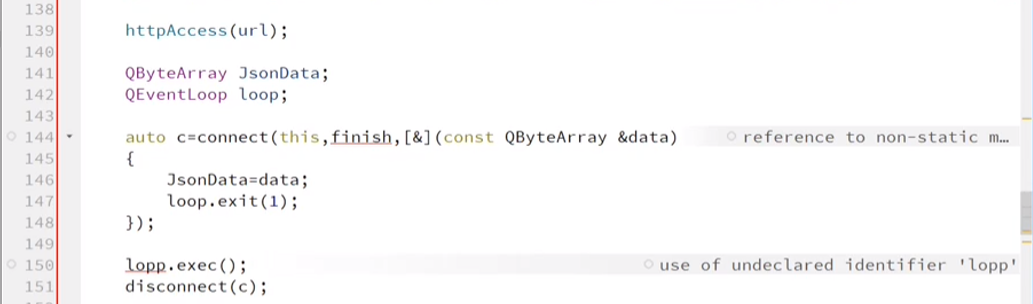 138
139 httpAccess(url);
140
141 QByteArray JsonData;
142 QEventLoop loop;
143
144 auto c=connect(this,finish,[&](const QByteArray &data) reference to non-static m…
145 {
146 JsonData=data;
147 loop.exit(1);
148 });
149
150 lopp.exec(); use of undeclared identifier 'lopp'
151 disconnect(c);